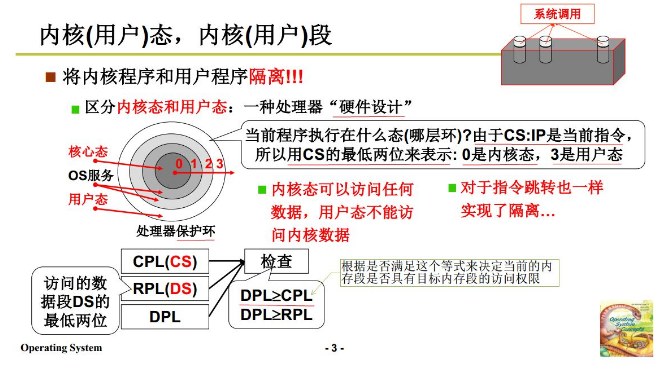 系统调用
内核(用户)态，内核(用户)段
将内核程序和用户程序隔离!!!
区分内核态和用户态：一种处理器“硬件设计”
当前程序执行在什么态(哪层环)?由于CS:IP是当前指令，
所以用CS的最低两位来表示: 0是内核态，3是用户态
核心态
OS服务
用户态
0 1 2 3
处理器保护环
内核态可以访问任何
数据，用户态不能访
问内核数据
对于指令跳转也一样
实现了隔离…
访问的数
据段DS的
最低两位
CPL(CS)
RPL(DS)
DPL
检查
DPL≥CPL
DPL≥RPL
根据是否满足这个等式来决定当前的内
存段是否具有目标内存段的访问权限
Operating System
- 3 -
Operating
System
Concepts